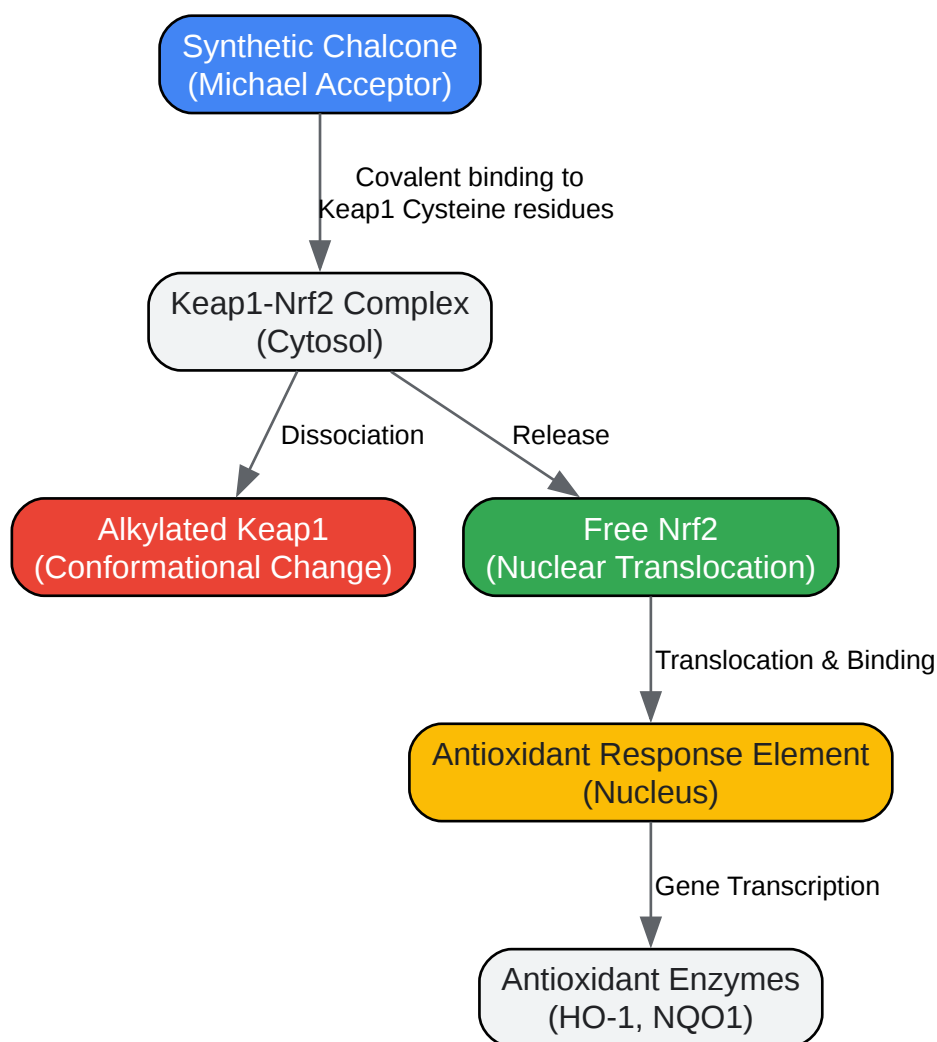 Synthetic Chalcone
(Michael Acceptor)
Covalent binding to
Keap1 Cysteine residues
Keap1-Nrf2 Complex
(Cytosol)
Dissociation
Release
Alkylated Keap1
(Conformational Change)
Free Nrf2
(Nuclear Translocation)
Translocation & Binding
Antioxidant Response Element
(Nucleus)
Gene Transcription
Antioxidant Enzymes
(HO-1, NQO1)